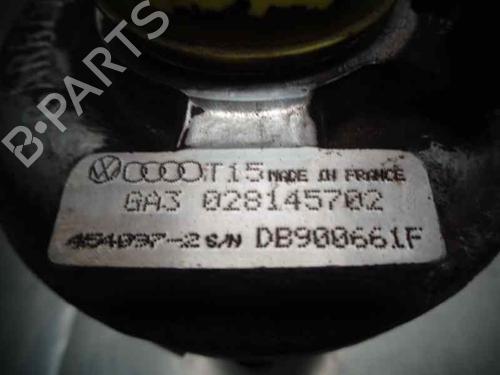 B-PARTS
T15 MADE IN FRANCE
GA3 028145702
454097-2 S/N DB900661F